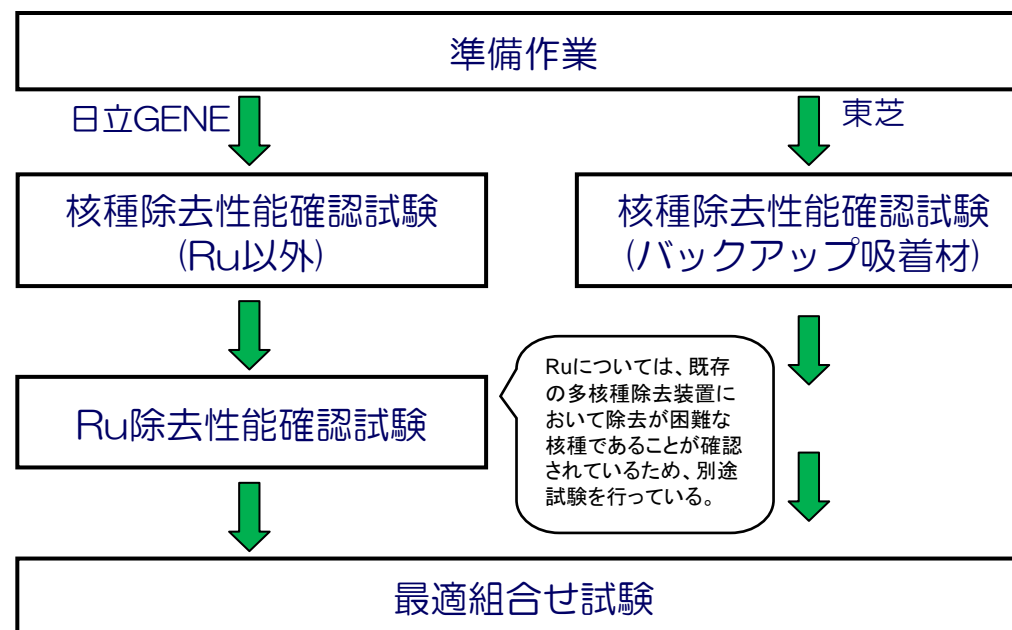 準備作業
日立GENE
東芝
核種除去性能確認試験
(Ru以外)
核種除去性能確認試験
(バックアップ吸着材)
Ru除去性能確認試験
Ruについては、既存
の多核種除去装置に
おいて除去が困難な
核種であることが確認
されているため、別途
試験を行っている。
最適組合せ試験